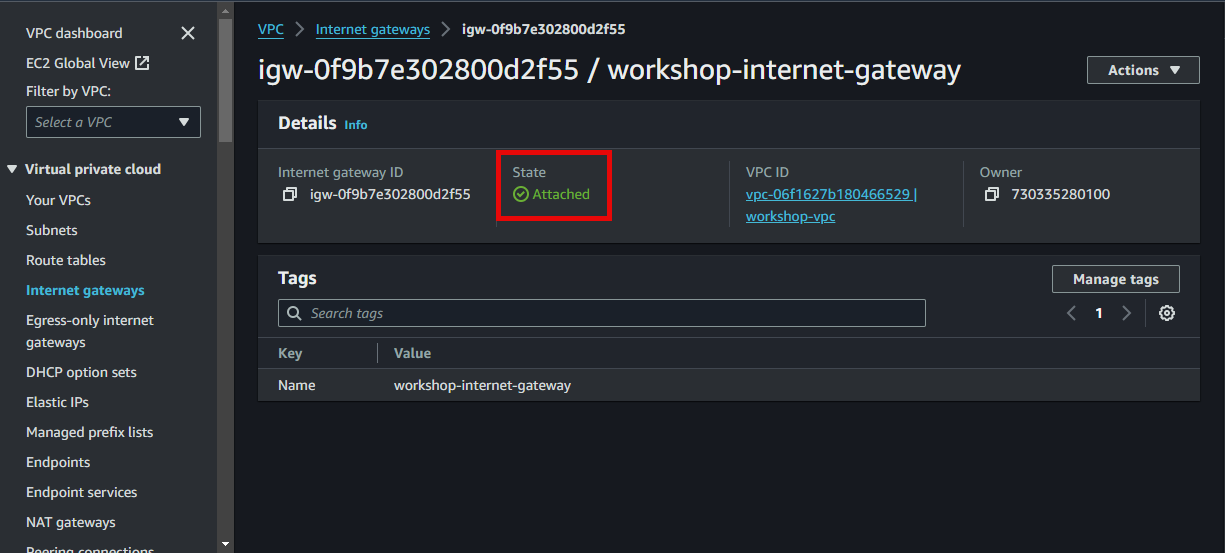 VPC dashboard
EC2 Global View
Filter by VPC:
Select a VPC
Virtual private cloud
Your VPCs
Subnets
Route tables
Internet gateways
Egress-only internet
gateways
DHCP option sets
Elastic IPs
Managed prefix lists
Endpoints
Endpoint services
NAT gateways
Peering connections
VPC > Internet gateways > igw-0f9b7e302800d2f55
igw-0f9b7e302800d2f55 / workshop-internet-gateway
Actions
Details Info
Internet gateway ID
igw-0f9b7e302800d2f55
State
Attached
VPC ID
vpc-06f1627b180466529 |
workshop-vpc
Owner
730335280100
Tags
Manage tags
Search tags
1
Key Value
Name workshop-internet-gateway